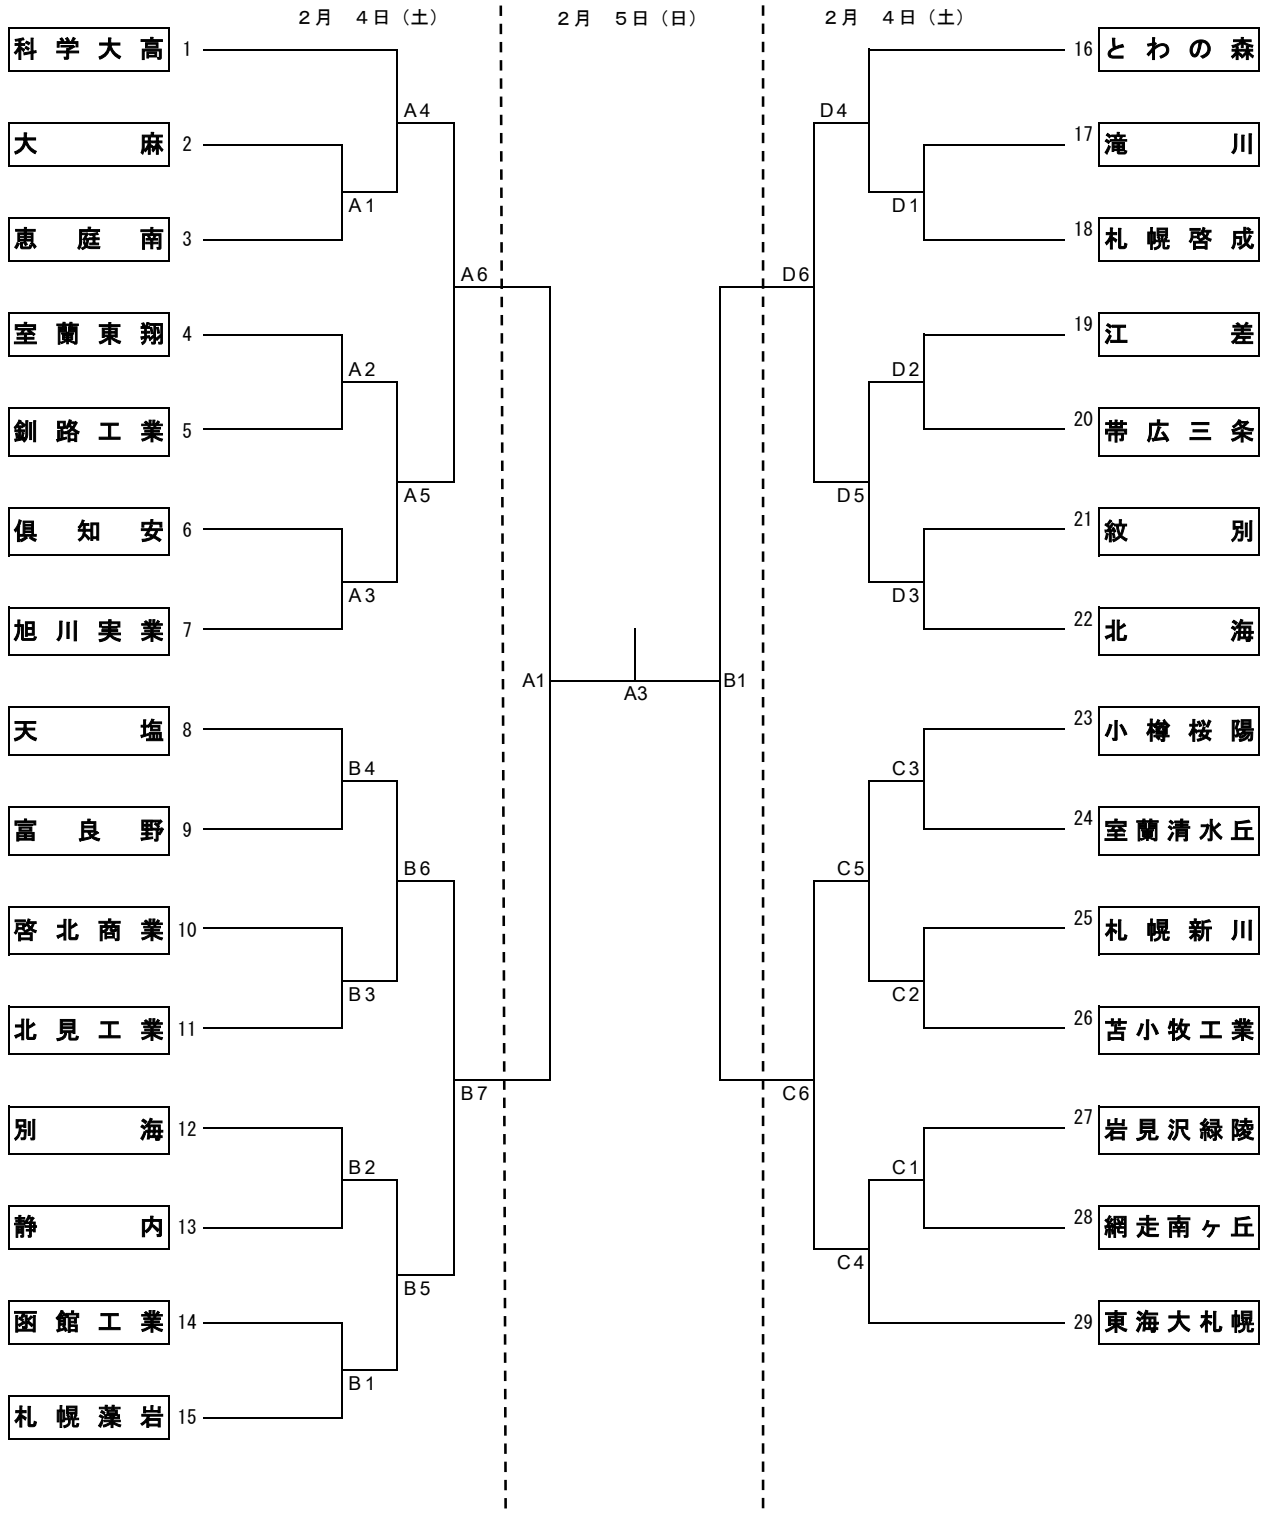 ２月　４日（土）
２月　５日（日）
２月　４日（土）
科学大高 1
大麻 2
恵庭南 3
室蘭東翔 4
釧路工業 5
倶知安 6
旭川実業 7
天塩 8
富良野 9
啓北商業 10
北見工業 11
別海 12
静内 13
函館工業 14
札幌藻岩 15
A4
A1
A6
A2
A5
A3
B4
B6
B3
B7
B2
B5
B1
A1
A3
B1
D4
D1
D6
D2
D5
D3
C3
C5
C2
C6
C1
C4
16 とわの森
17 滝川
18 札幌啓成
19 江差
20 帯広三条
21 紋別
22 北海
23 小樽桜陽
24 室蘭清水丘
25 札幌新川
26 苫小牧工業
27 岩見沢緑陵
28 網走南ヶ丘
29 東海大札幌